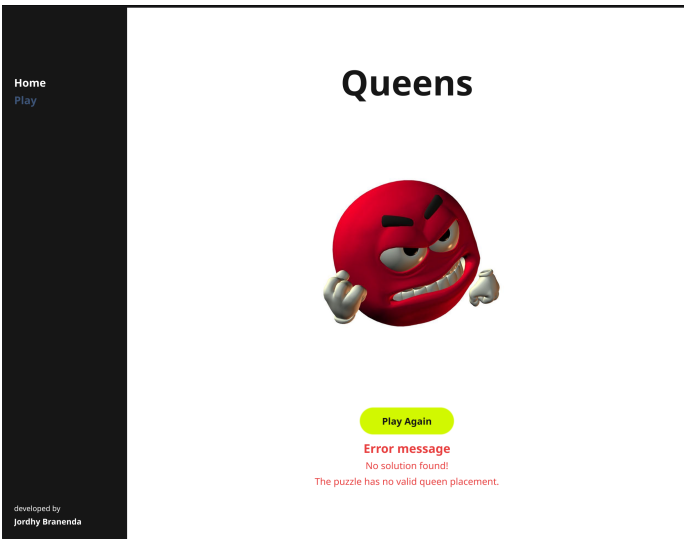 Home
Play
Queens
Play Again
Error message
No solution found!
The puzzle has no valid queen placement.
developed by
Jordhy Branenda